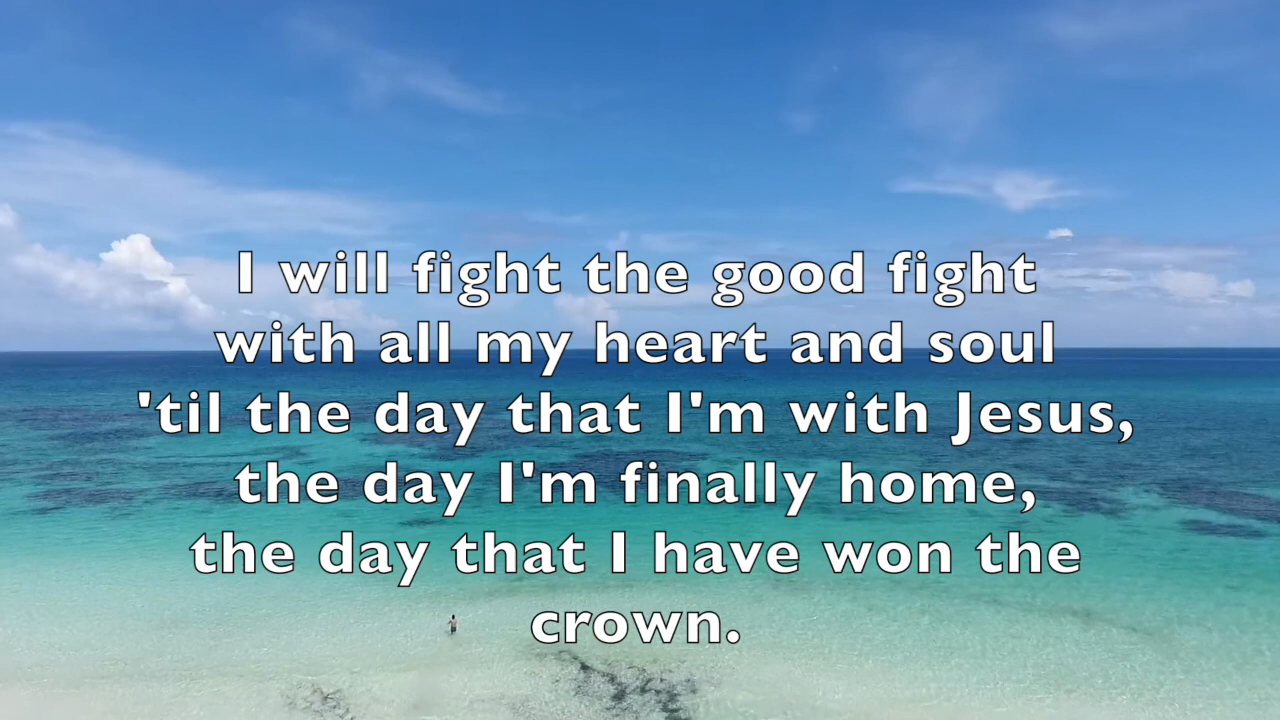 I will fight the good fight
with all my heart and soul
'til the day that I'm with Jesus,
the day I'm finally home,
the day that I have won the
crown.